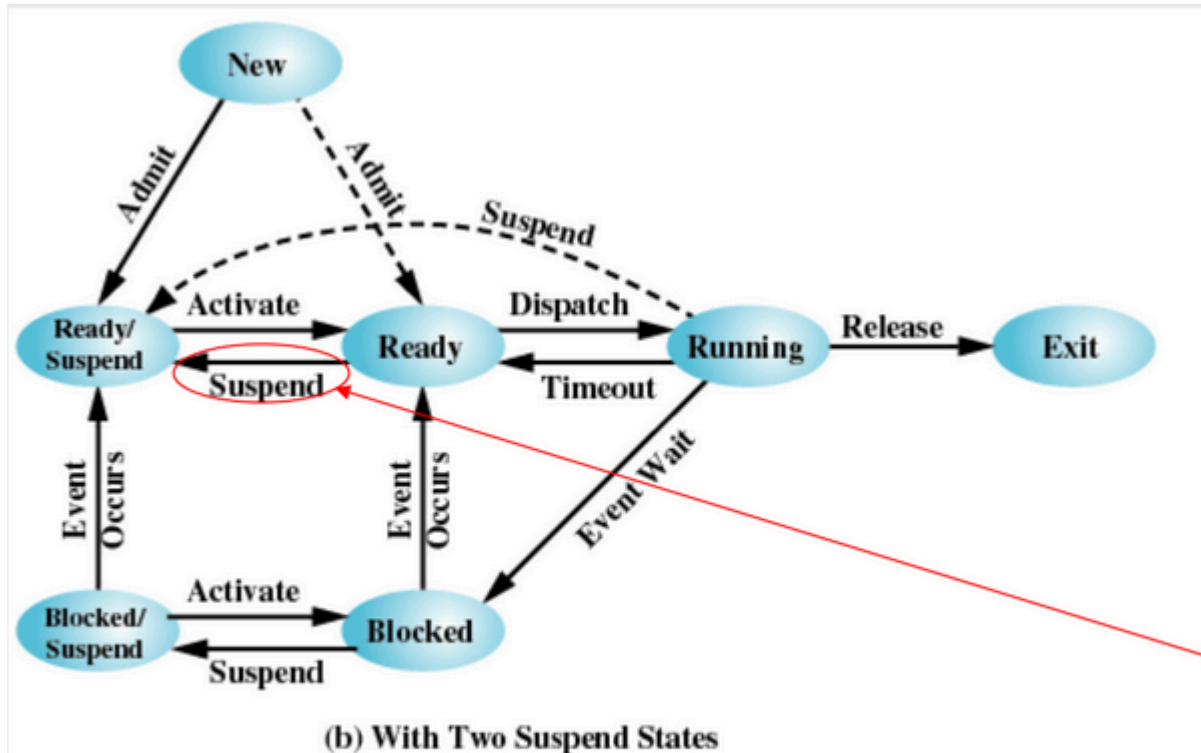 New
Admit
Admit
Suspend
Ready/
Suspend
Activate
Suspend
Ready
Dispatch
Timeout
Running
Release
Exit
Event
Occurs
Event
Occurs
Event Wait
Blocked/
Suspend
Activate
Suspend
Blocked
(b) With Two Suspend States